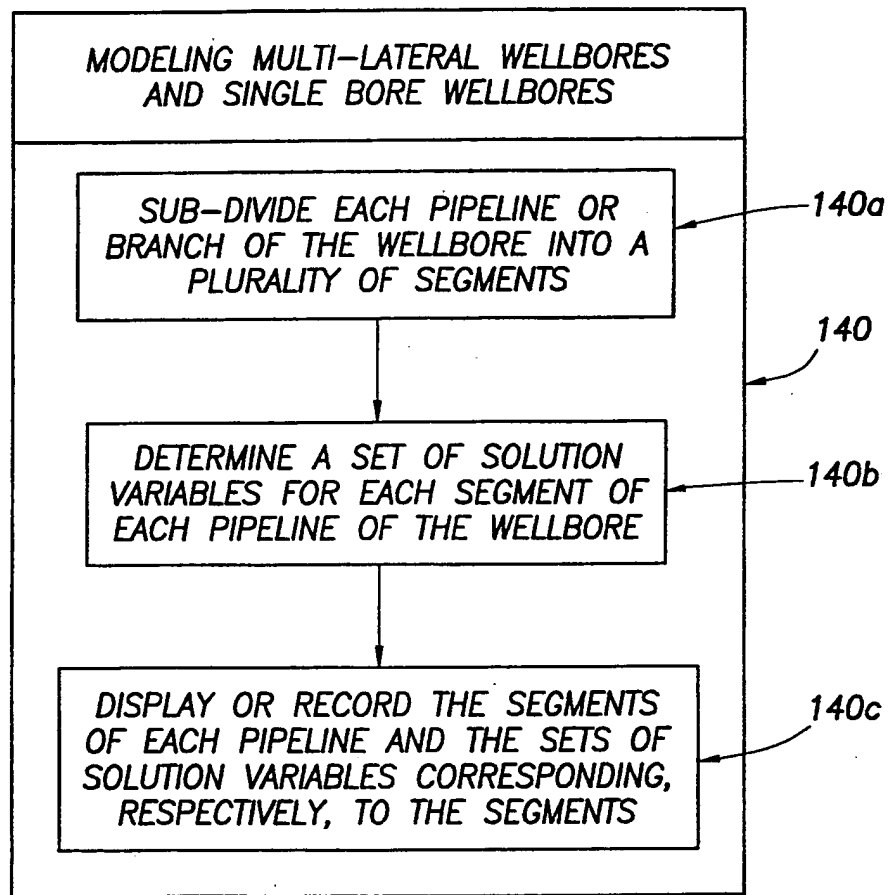 MODELING MULTI-LATERAL WELLBORES
AND SINGLE BORE WELLBORES
SUB-DIVIDE EACH PIPELINE OR
BRANCH OF THE WELLBORE INTO A
PLURALITY OF SEGMENTS
140a
140
DETERMINE A SET OF SOLUTION
VARIABLES FOR EACH SEGMENT OF
EACH PIPELINE OF THE WELLBORE
140b
DISPLAY OR RECORD THE SEGMENTS
OF EACH PIPELINE AND THE SETS OF
SOLUTION VARIABLES CORRESPONDING,
RESPECTIVELY, TO THE SEGMENTS
140c